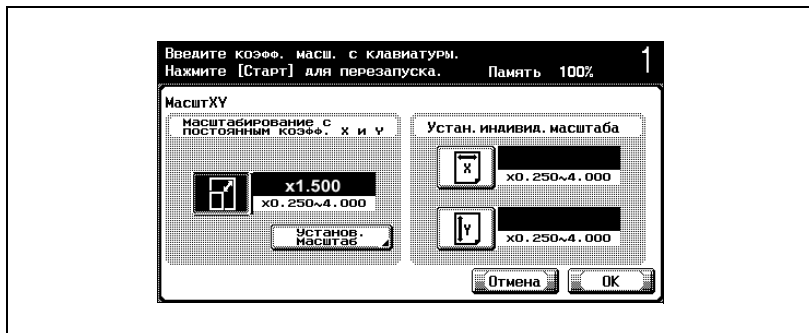 Введите коэфф. масш. с клавиатуры.
Нажмите [Старт] для перезапуска. Память 100% 1
МасштXY
Масштабирование с
постоянным коэфф. X и Y
Устан. индивид. масштаба
x1.500
x0.250~4.000
Установ.
масштаб
X
x0.250~4.000
Y
x0.250~4.000
Отмена OK